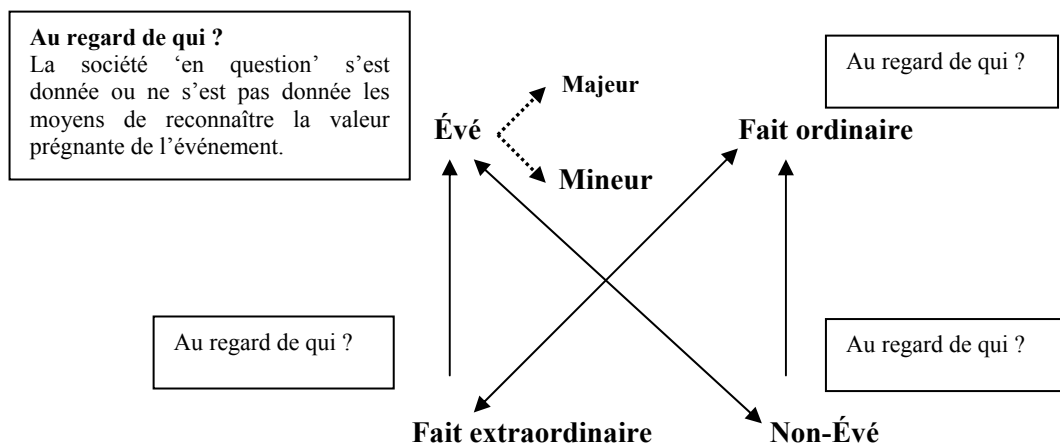 Au regard de qui ?
La société ‘en question’ s’est
donnée ou ne s’est pas donnée les
moyens de reconnaître la valeur
prégnante de l’événement.
Majeur
Évé
Mineur
Au regard de qui ?
Fait ordinaire
Au regard de qui ?
Au regard de qui ?
Fait extraordinaire
Non-Évé